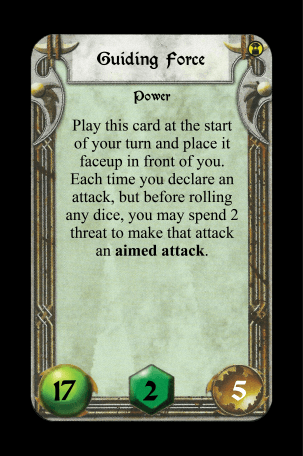 Guiding Force
Power
Play this card at the start
of your turn and place it
faceup in front of you.
Each time you declare an
attack, but before rolling
any dice, you may spend 2
threat to make that attack
an aimed attack.
17
2
5